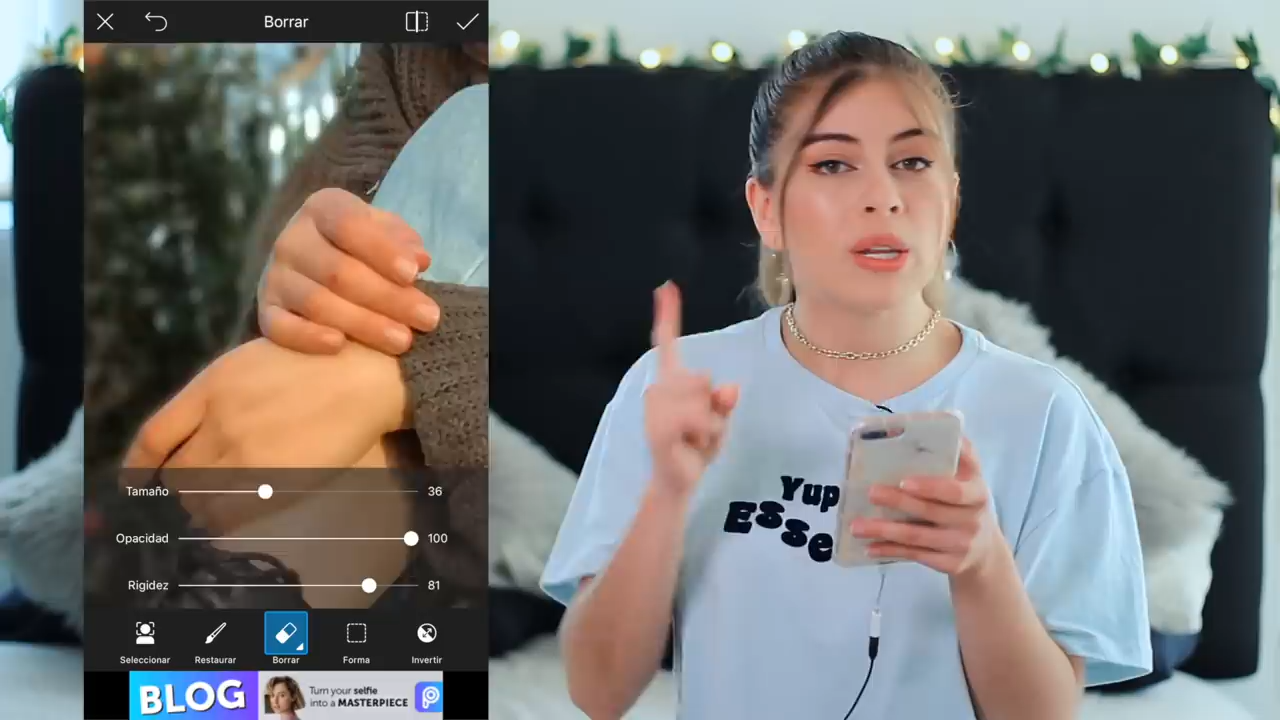 Borrar
Tamaño 36
Opacidad 100
Rigidez 81
Seleccionar Restaurar Borrar Forma Invertir
BLOG
Turn your selfie
into a MASTERPIECE
Yup
Esse